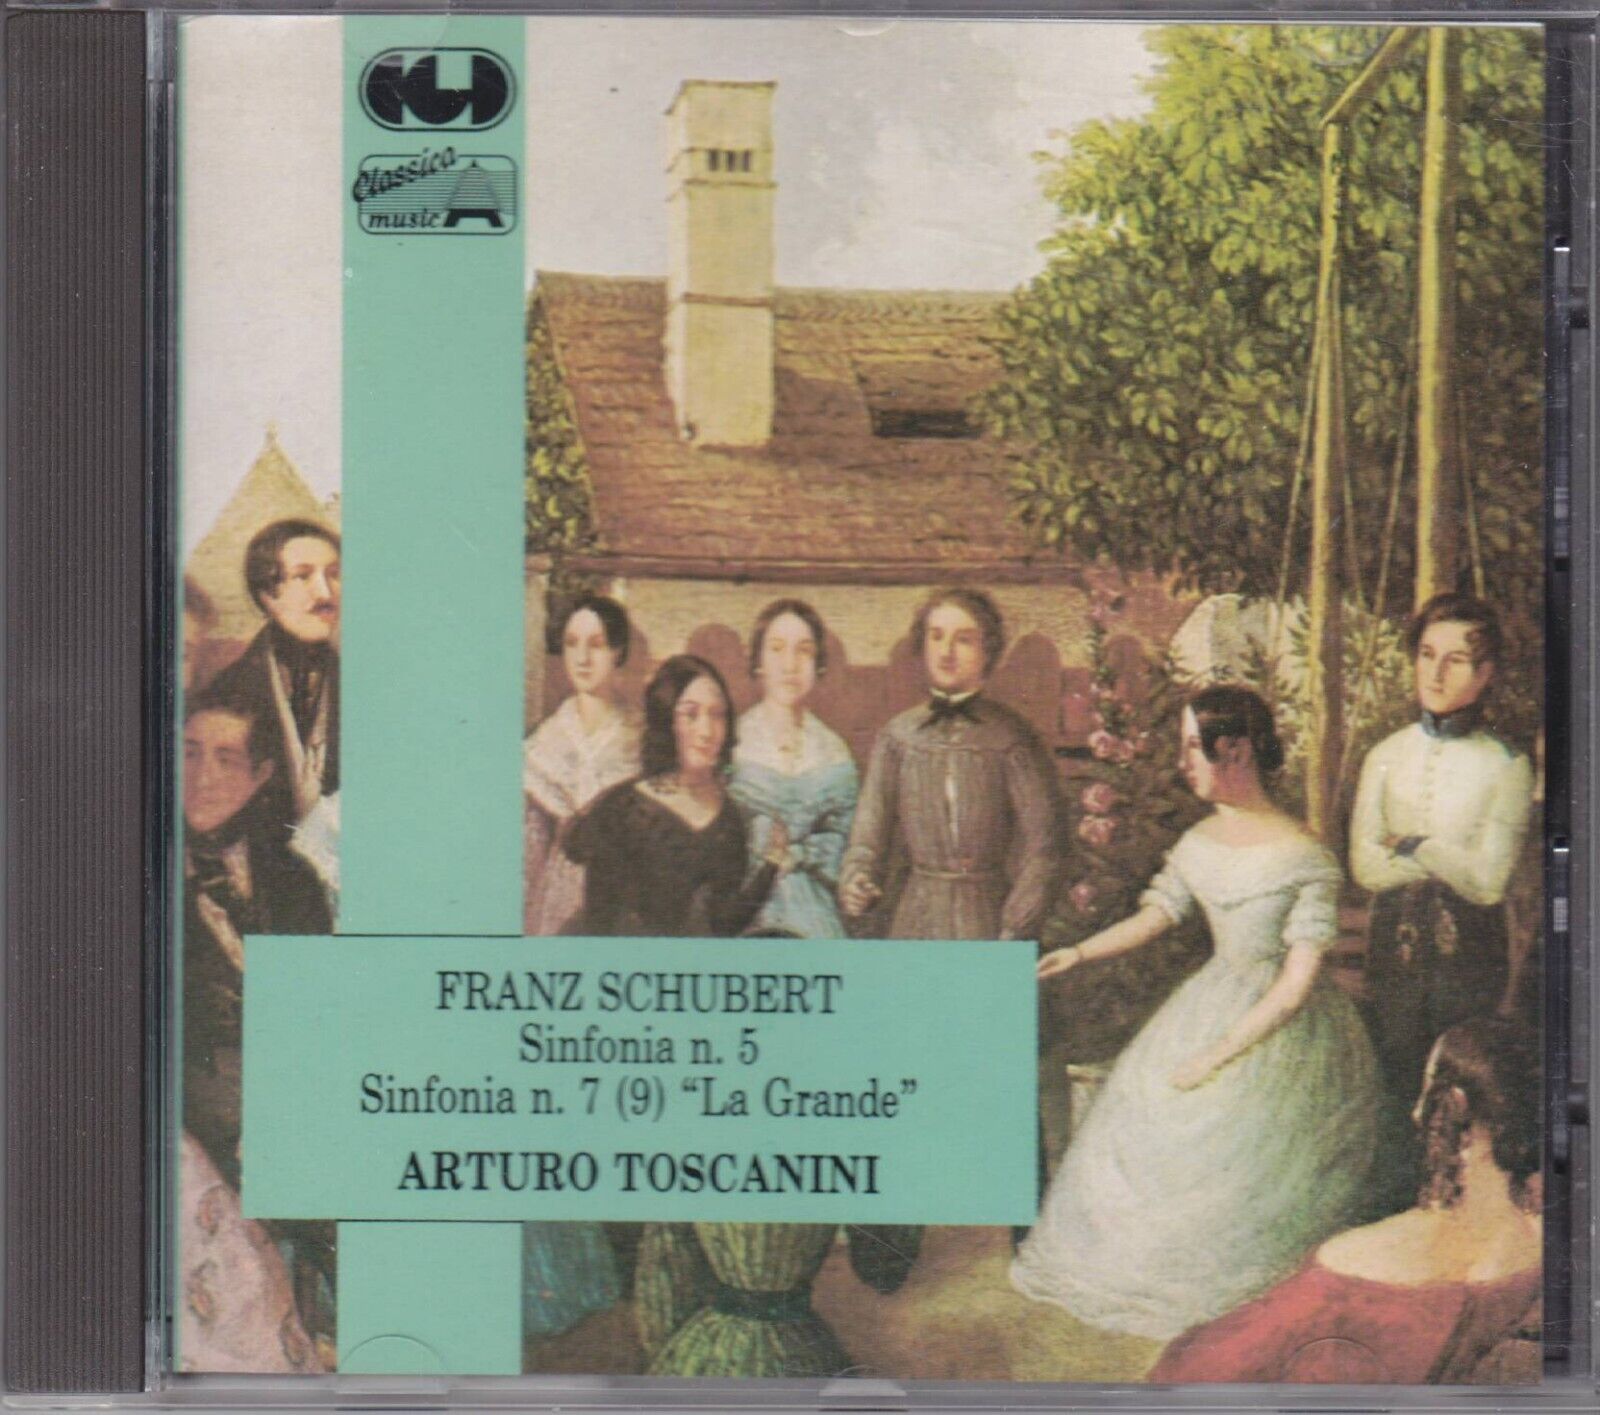 Classica
music
FRANZ SCHUBERT
Sinfonia n. 5
Sinfonia n. 7 (9) “La Grande”
ARTURO TOSCANINI